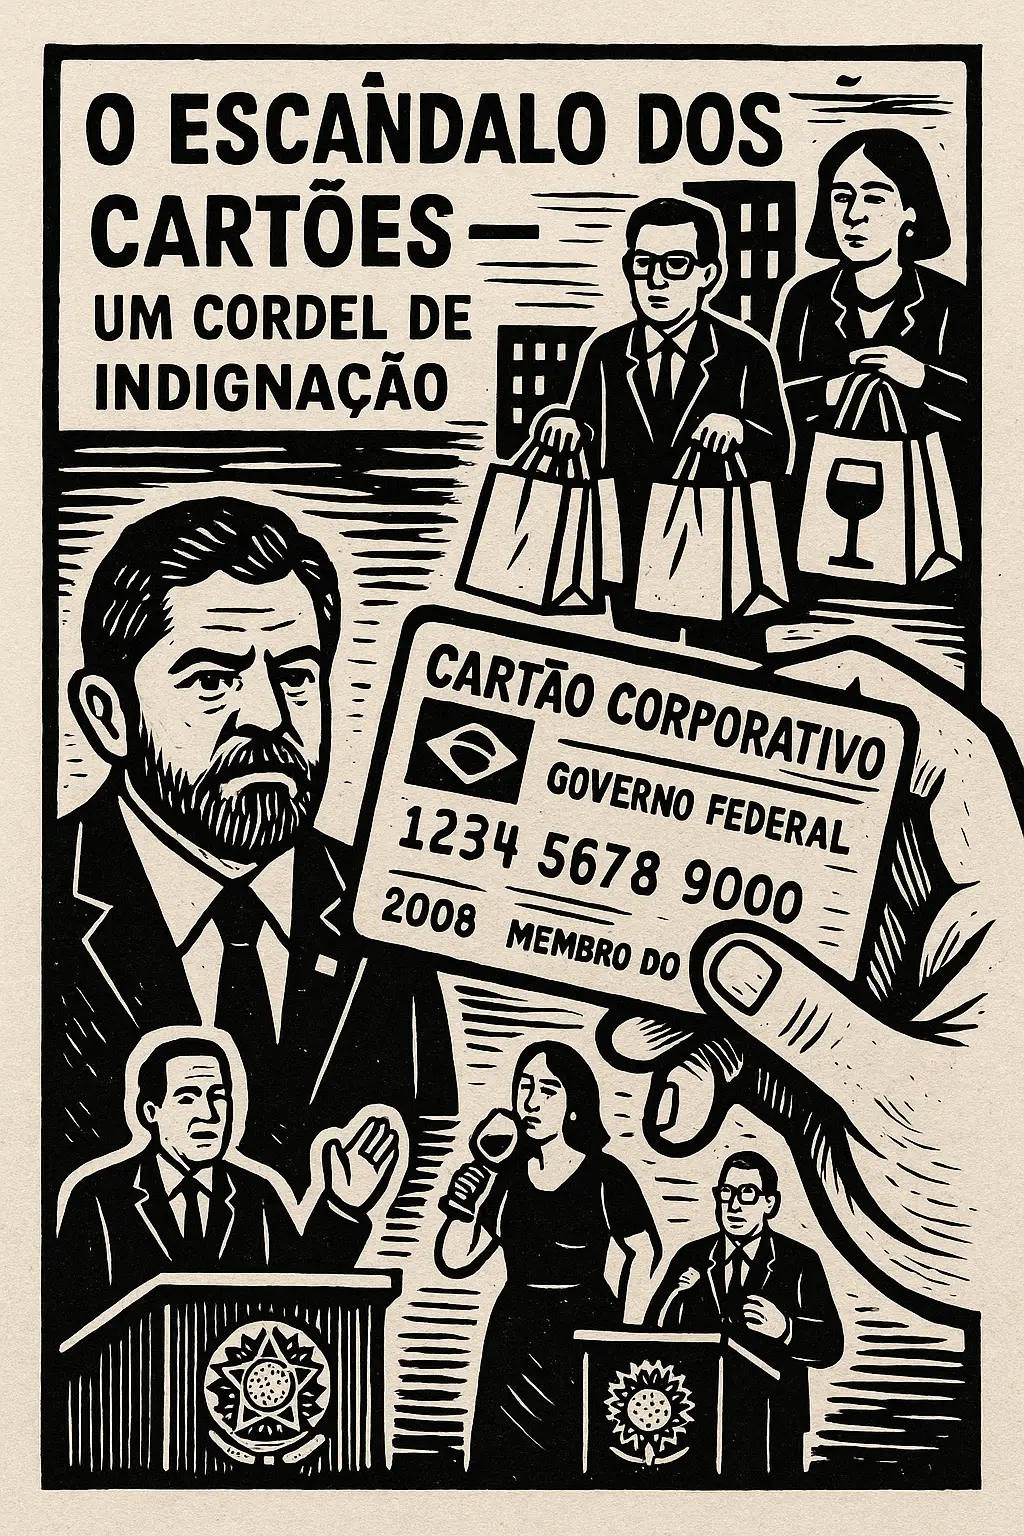 O ESCÂNDALO DOS
CARTÕES —
UM CORDEL DE
INDIGNAÇÃO
CARTÃO CORPORATIVO
GOVERNO FEDERAL
1234 5678 9000
2008 MEMBRO DO